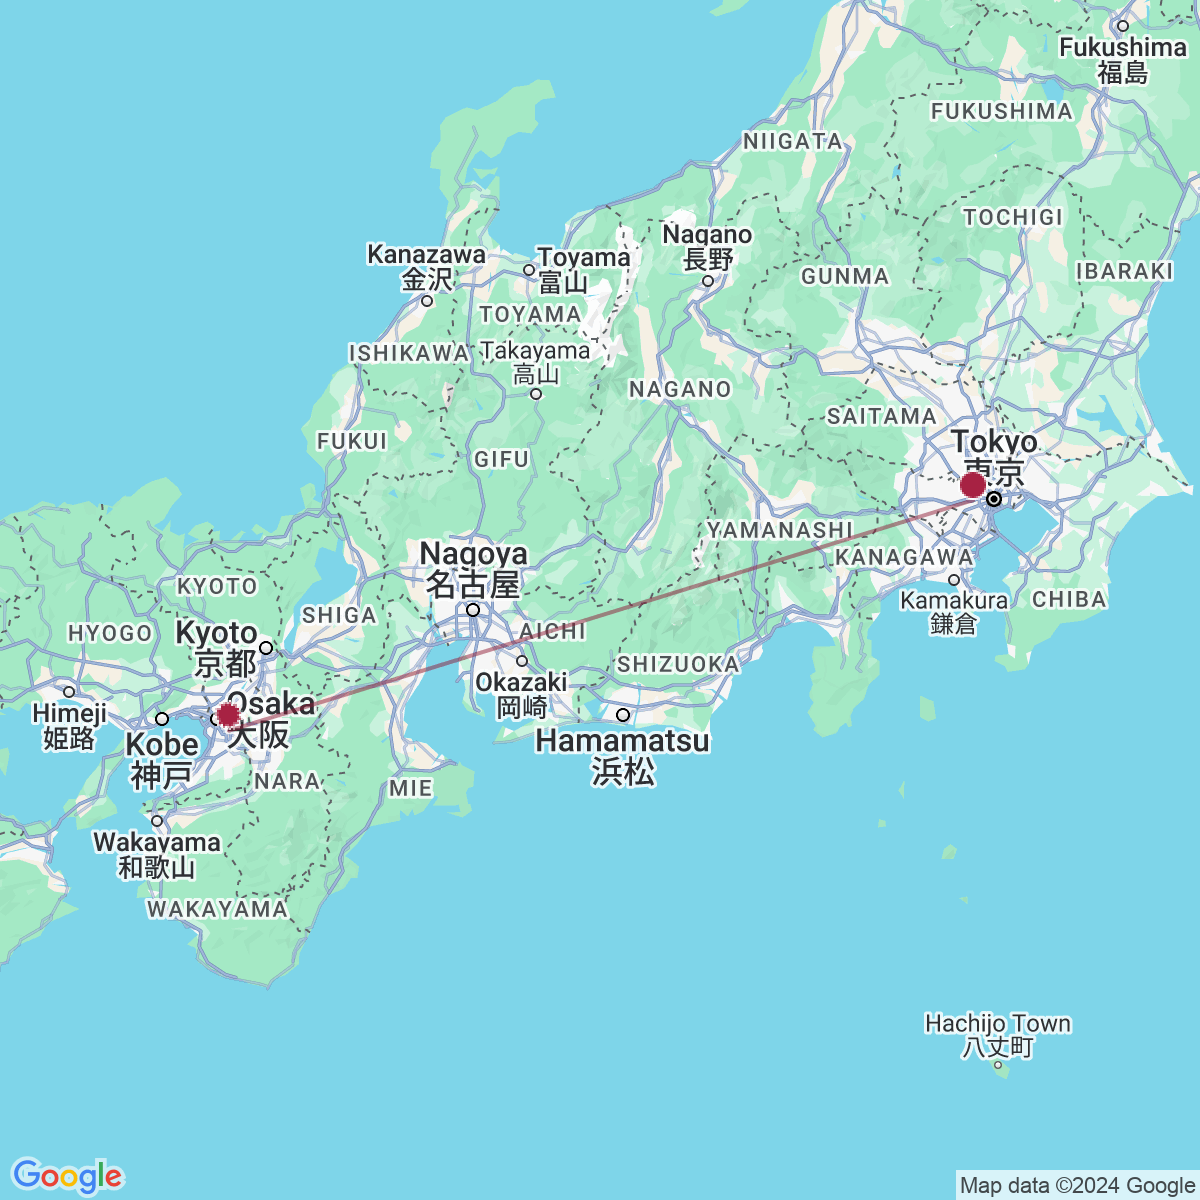 Fukushima
福島
FUKUSHIMA
NIIGATA
TOCHIGI
Nagano
長野
Kanazawa
金沢
Toyama
富山
IBARAKI
GUNMA
TOYAMA
ISHIKAWA
Takayama
高山
NAGANO
SAITAMA
FUKUI
Tokyo
東京
GIFU
YAMANASHI
Nagoya
名古屋
KANAGAWA
KYOTO
Kamakura
鎌倉
CHIBA
SHIGA
HYOGO
Kyoto
京都
AICHI
SHIZUOKA
Okazaki
岡崎
Himeji
姫路
Osaka
大阪
Kobe
神戸
Hamamatsu
浜松
NARA
MIE
Wakayama
和歌山
WAKAYAMA
Hachijo Town
八丈町
Google
Map data ©2024 Google